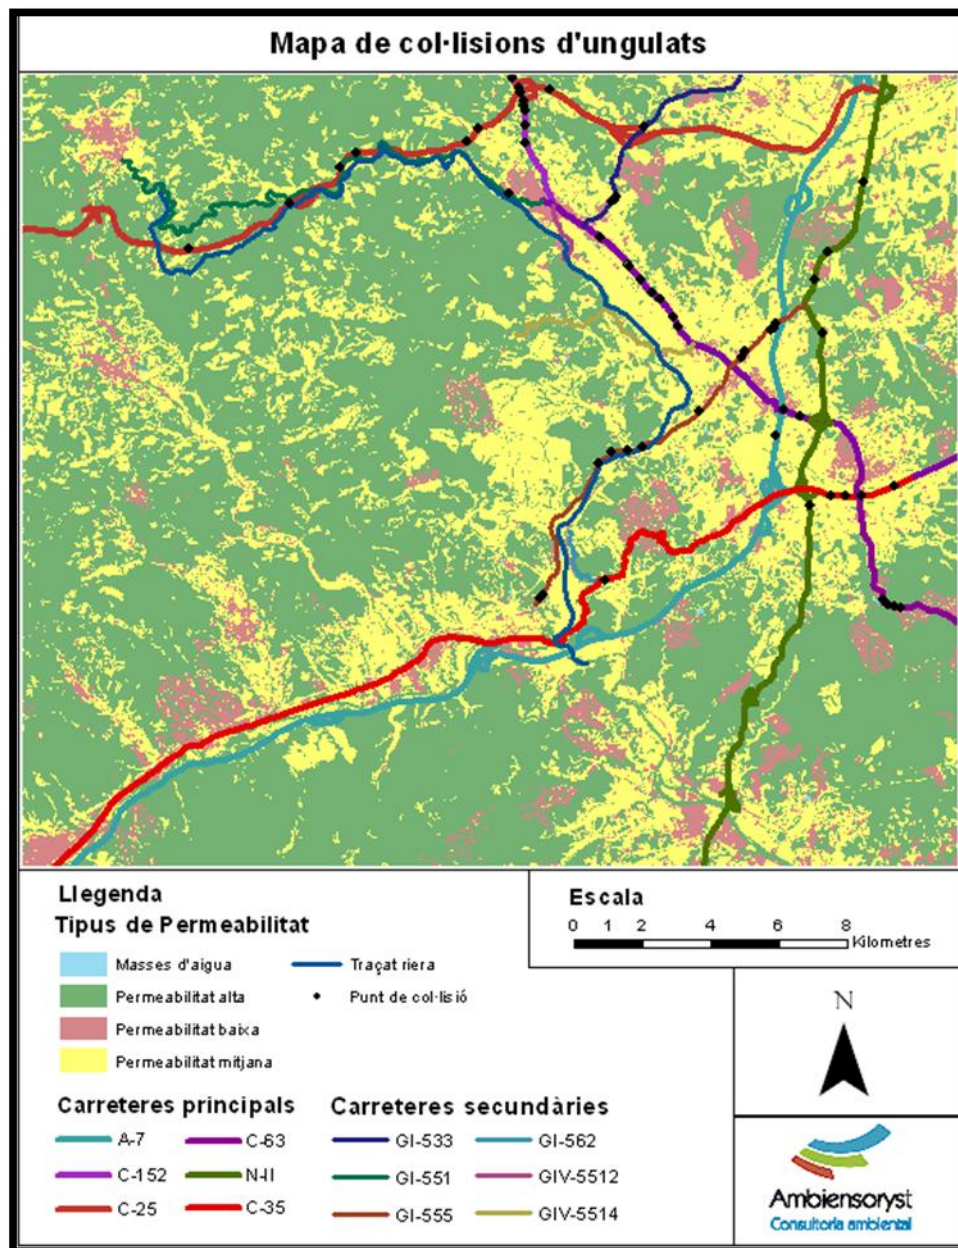 Mapa de col·lisions d'ungulats
Llegenda
Tipus de Permeabilitat
Masses d'aigua
Traçat riera
Permeabilitat alta
Punt de col·lisió
Permeabilitat baixa
Permeabilitat mitjana
Carreteres principals
A-7
C-63
C-152
N-II
C-25
C-35
Carreteres secundàries
GI-533
GI-562
GI-551
GIV-5512
GI-555
GIV-5514
Escala
0 1 2 4 6 8
Kilometres
N
Ambiensoryst
Consultoria ambiental